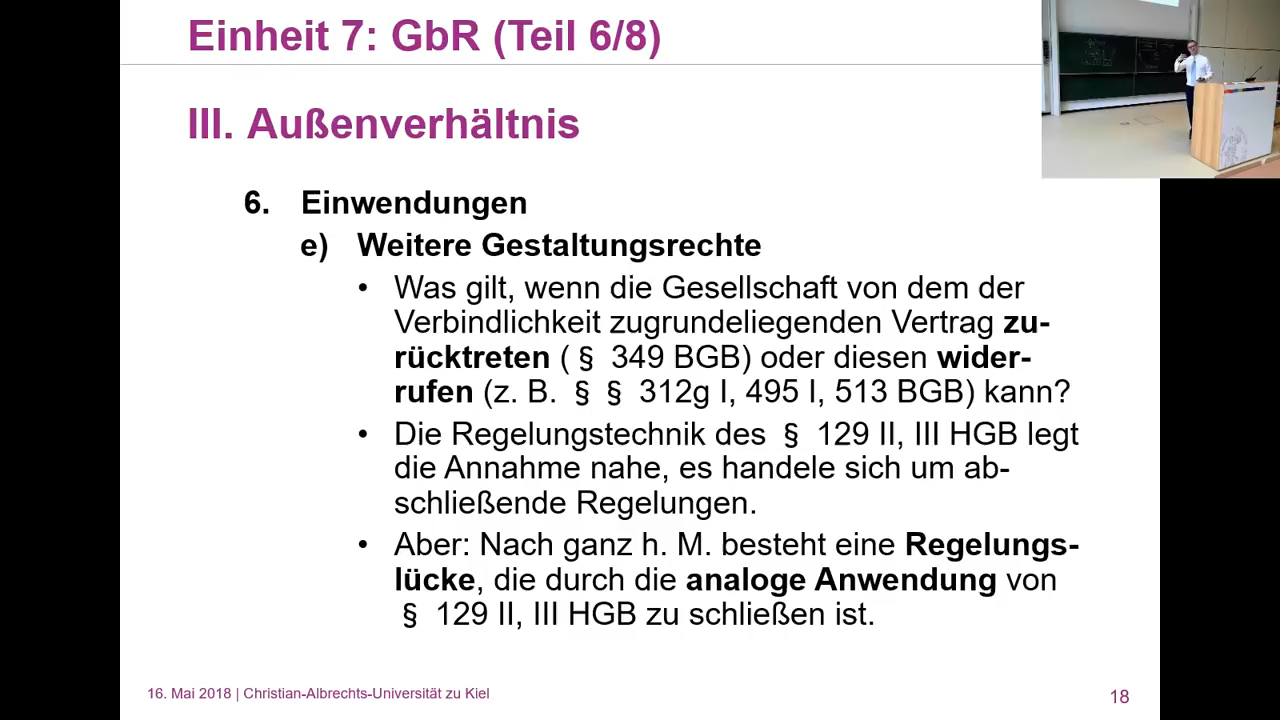 Einheit 7: GbR (Teil 6/8)
III. Außenverhältnis
6. Einwendungen
e) Weitere Gestaltungsrechte
• Was gilt, wenn die Gesellschaft von dem der
Verbindlichkeit zugrundeliegenden Vertrag zu-
rücktreten ( § 349 BGB) oder diesen wider-
rufen (z. B. § § 312g I, 495 I, 513 BGB) kann?
• Die Regelungstechnik des § 129 II, III HGB legt
die Annahme nahe, es handele sich um ab-
schließende Regelungen.
• Aber: Nach ganz h. M. besteht eine Regelungs-
lücke, die durch die analoge Anwendung von
§ 129 II, III HGB zu schließen ist.
16. Mai 2018 | Christian-Albrechts-Universität zu Kiel
18